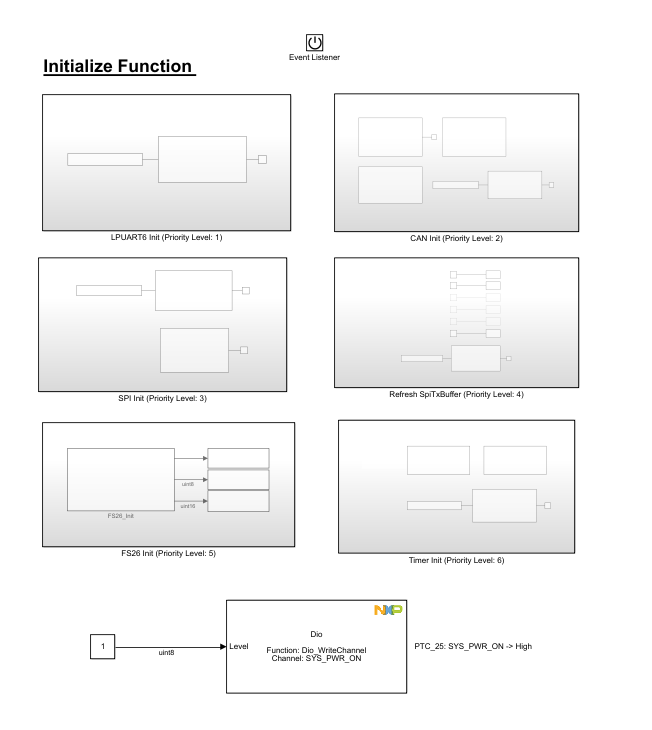 Event Listener
Initialize Function
LPUART6 Init (Priority Level: 1)
CAN Init (Priority Level: 2)
SPI Init (Priority Level: 3)
Refresh SpiTxBuffer (Priority Level: 4)
uint8
uint16
FS26_Init
FS26 Init (Priority Level: 5)
Timer Init (Priority Level: 6)
NXP
Dio
1
uint8
Level
Function: Dio_WriteChannel
Channel: SYS_PWR_ON
PTC_25: SYS_PWR_ON -> High